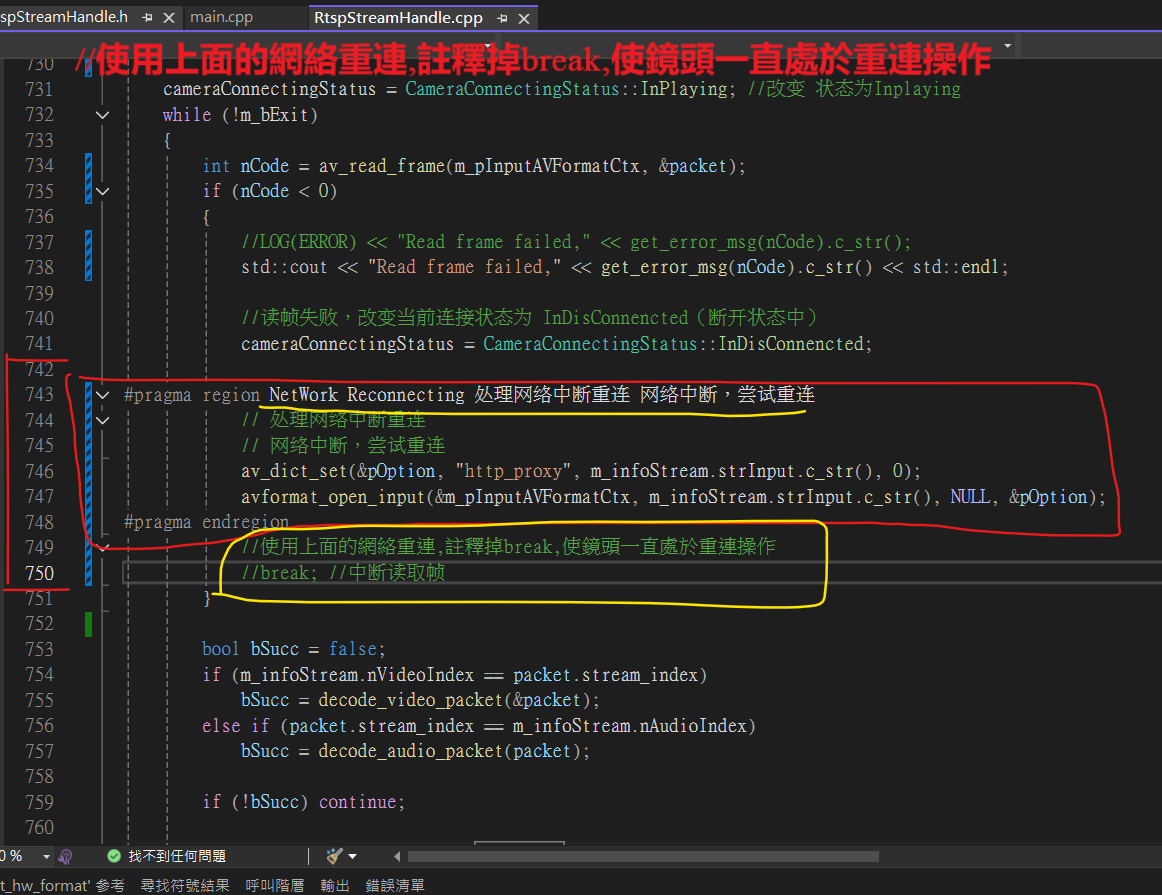 spStreamHandle.h
main.cpp
RtspStreamHandle.cpp
//使用上面的網絡重連,註釋掉break,使鏡頭一直處於重連操作
730
731 cameraConnectingStatus = CameraConnectingStatus::InPlaying; //改变 状态为Inplaying
732 while (!m_bExit)
733 {
734 int nCode = av_read_frame(m_pInputAVFormatCtx, &packet);
735 if (nCode < 0)
736 {
737 //LOG(ERROR) << "Read frame failed," << get_error_msg(nCode).c_str();
738 std::cout << "Read frame failed," << get_error_msg(nCode).c_str() << std::endl;
739
740 //读帧失败，改变当前连接状态为 InDisConnencted（断开状态中）
741 cameraConnectingStatus = CameraConnectingStatus::InDisConnencted;
742
743 #pragma region NetWork Reconnecting 处理网络中断重连 网络中断，尝试重连
744 // 处理网络中断重连
745 // 网络中断，尝试重连
746 av_dict_set(&pOption, "http_proxy", m_infoStream.strInput.c_str(), 0);
747 avformat_open_input(&m_pInputAVFormatCtx, m_infoStream.strInput.c_str(), NULL, &pOption);
748 #pragma endregion
749 //使用上面的網絡重連,註釋掉break,使鏡頭一直處於重連操作
750 //break; //中断读取帧
751 }
752
753 bool bSucc = false;
754 if (m_infoStream.nVideoIndex == packet.stream_index)
755 bSucc = decode_video_packet(&packet);
756 else if (packet.stream_index == m_infoStream.nAudioIndex)
757 bSucc = decode_audio_packet(packet);
758
759 if (!bSucc) continue;
760
0 % 找不到任何問題
t_hw_format' 參考 尋找符號結果 呼叫階層 輸出 錯誤清單